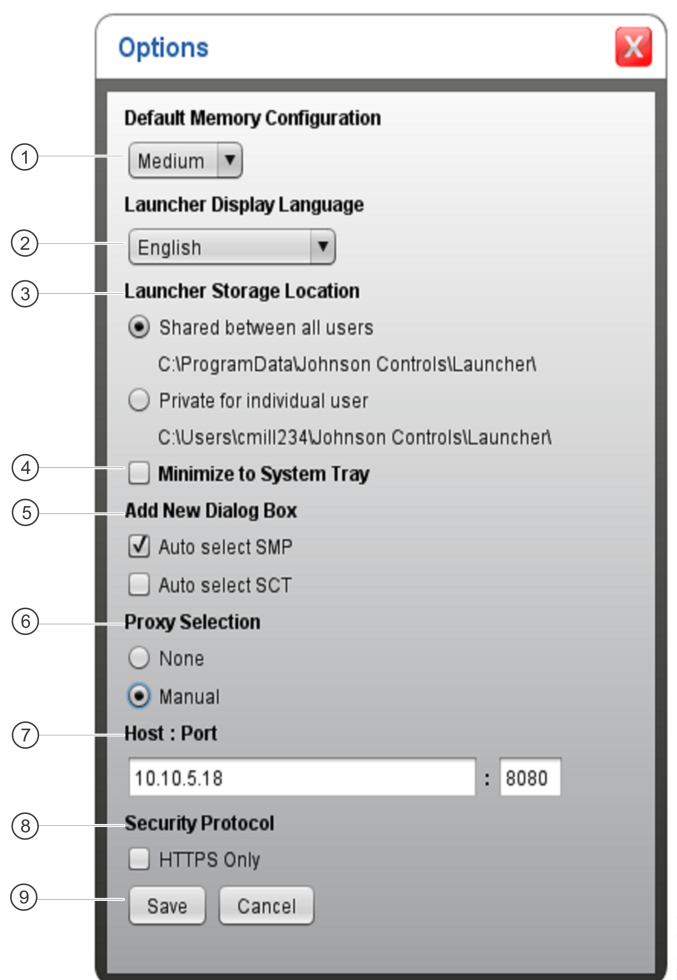 Options
X
Default Memory Configuration
1 Medium
Launcher Display Language
2 English
3 Launcher Storage Location
Shared between all users
C:\ProgramData\Johnson Controls\Launcher\
Private for individual user
C:\Users\cmill234\Johnson Controls\Launcher\
4 Minimize to System Tray
5 Add New Dialog Box
Auto select SMP
Auto select SCT
6 Proxy Selection
None
Manual
7 Host : Port
10.10.5.18 : 8080
8 Security Protocol
HTTPS Only
9 Save Cancel